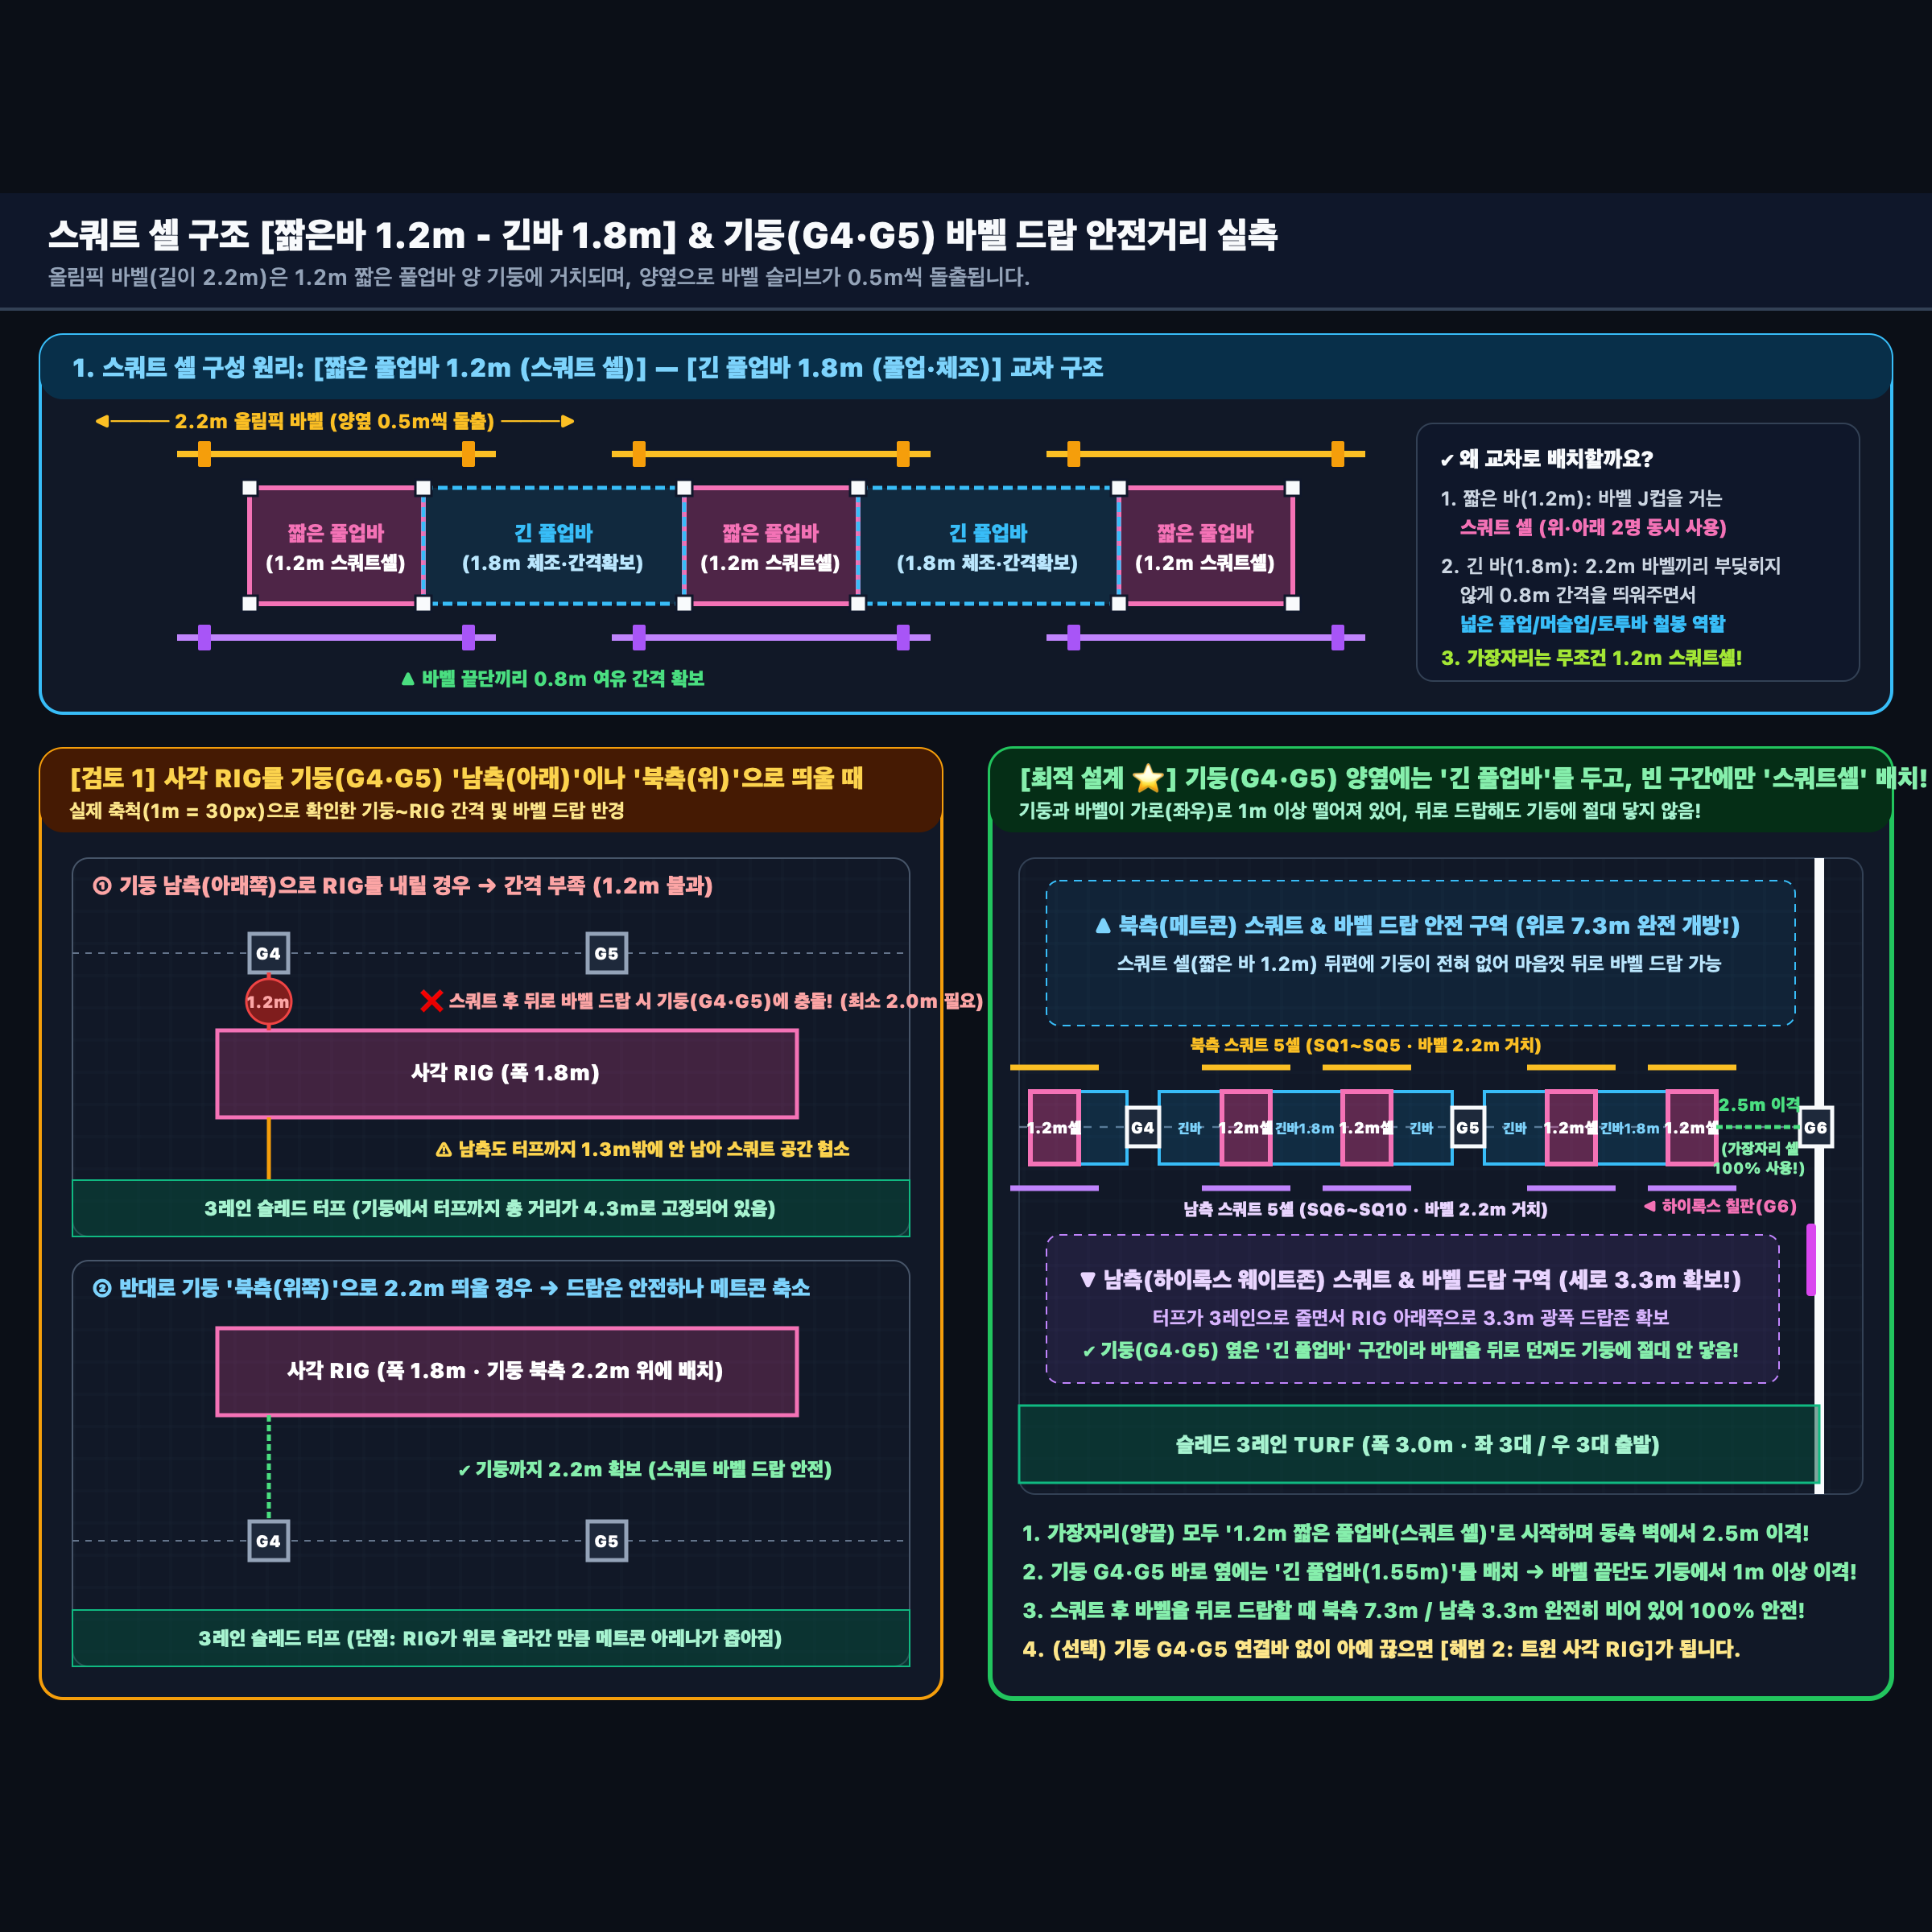 스쿼트 셀 구조 [짧은바 1.2m - 긴바 1.8m] & 기둥(G4·G5) 바벨 드랍 안전거리 실측
올림픽 바벨(길이 2.2m)은 1.2m 짧은 풀업바 양 기둥에 거치되며, 양옆으로 바벨 슬리브가 0.5m씩 돌출됩니다.
1. 스쿼트 셀 구성 원리: [짧은 풀업바 1.2m (스쿼트 셀)] — [긴 풀업바 1.8m (풀업·체조)] 교차 구조
◀──── 2.2m 올림픽 바벨 (양옆 0.5m씩 돌출) ────▶
짧은 풀업바
(1.2m 스쿼트셀)
긴 풀업바
(1.8m 체조·간격확보)
짧은 풀업바
(1.2m 스쿼트셀)
긴 풀업바
(1.8m 체조·간격확보)
짧은 풀업바
(1.2m 스쿼트셀)
▲ 바벨 끝단끼리 0.8m 여유 간격 확보
✔ 왜 교차로 배치할까요?
1. 짧은 바(1.2m): 바벨 J컵을 거는
스쿼트 셀 (위·아래 2명 동시 사용)
2. 긴 바(1.8m): 2.2m 바벨끼리 부딪히지
않게 0.8m 간격을 띄워주면서
넓은 풀업/머슬업/토투바 철봉 역할
3. 가장자리는 무조건 1.2m 스쿼트셀!
[검토 1] 사각 RIG를 기둥(G4·G5) '남측(아래)'이나 '북측(위)'으로 띄울 때
실제 축척(1m = 30px)으로 확인한 기둥~RIG 간격 및 바벨 드랍 반경
① 기둥 남측(아래쪽)으로 RIG를 내릴 경우 → 간격 부족 (1.2m 불과)
G4
G5
1.2m
❌ 스쿼트 후 뒤로 바벨 드랍 시 기둥(G4·G5)에 충돌! (최소 2.0m 필요)
사각 RIG (폭 1.8m)
⚠ 남측도 터프까지 1.3m밖에 안 남아 스쿼트 공간 협소
3레인 슬레드 터프 (기둥에서 터프까지 총 거리가 4.3m로 고정되어 있음)
② 반대로 기둥 '북측(위쪽)'으로 2.2m 띄울 경우 → 드랍은 안전하나 메트콘 축소
사각 RIG (폭 1.8m · 기둥 북측 2.2m 위에 배치)
✔ 기둥까지 2.2m 확보 (스쿼트 바벨 드랍 안전)
G4
G5
3레인 슬레드 터프 (단점: RIG가 위로 올라간 만큼 메트콘 아레나가 좁아짐)
[최적 설계 ⭐] 기둥(G4·G5) 양옆에는 '긴 풀업바'를 두고, 빈 구간에만 '스쿼트셀' 배치!
기둥과 바벨이 가로(좌우)로 1m 이상 떨어져 있어, 뒤로 드랍해도 기둥에 절대 닿지 않음!
▲ 북측(메트콘) 스쿼트 & 바벨 드랍 안전 구역 (위로 7.3m 완전 개방!)
스쿼트 셀(짧은 바 1.2m) 뒤편에 기둥이 전혀 없어 마음껏 뒤로 바벨 드랍 가능
북측 스쿼트 5셀 (SQ1~SQ5 · 바벨 2.2m 거치)
1.2m셀
G4
긴바
1.2m셀
긴바1.8m
1.2m셀
긴바
G5
긴바
1.2m셀
긴바1.8m
1.2m셀
2.5m 이격
G6
(가장자리 셀
100% 사용!)
남측 스쿼트 5셀 (SQ6~SQ10 · 바벨 2.2m 거치)
◀ 하이록스 칠판(G6)
▼ 남측(하이록스 웨이트존) 스쿼트 & 바벨 드랍 구역 (세로 3.3m 확보!)
터프가 3레인으로 줄면서 RIG 아래쪽으로 3.3m 광폭 드랍존 확보
✔ 기둥(G4·G5) 옆은 '긴 풀업바' 구간이라 바벨을 뒤로 던져도 기둥에 절대 안 닿음!
슬레드 3레인 TURF (폭 3.0m · 좌 3대 / 우 3대 출발)
1. 가장자리(양끝) 모두 '1.2m 짧은 풀업바(스쿼트 셀)'로 시작하며 동측 벽에서 2.5m 이격!
2. 기둥 G4·G5 바로 옆에는 '긴 풀업바(1.55m)'를 배치 → 바벨 끝단도 기둥에서 1m 이상 이격!
3. 스쿼트 후 바벨을 뒤로 드랍할 때 북측 7.3m / 남측 3.3m 완전히 비어 있어 100% 안전!
4. (선택) 기둥 G4·G5 연결바 없이 아예 끊으면 [해법 2: 트윈 사각 RIG]가 됩니다.